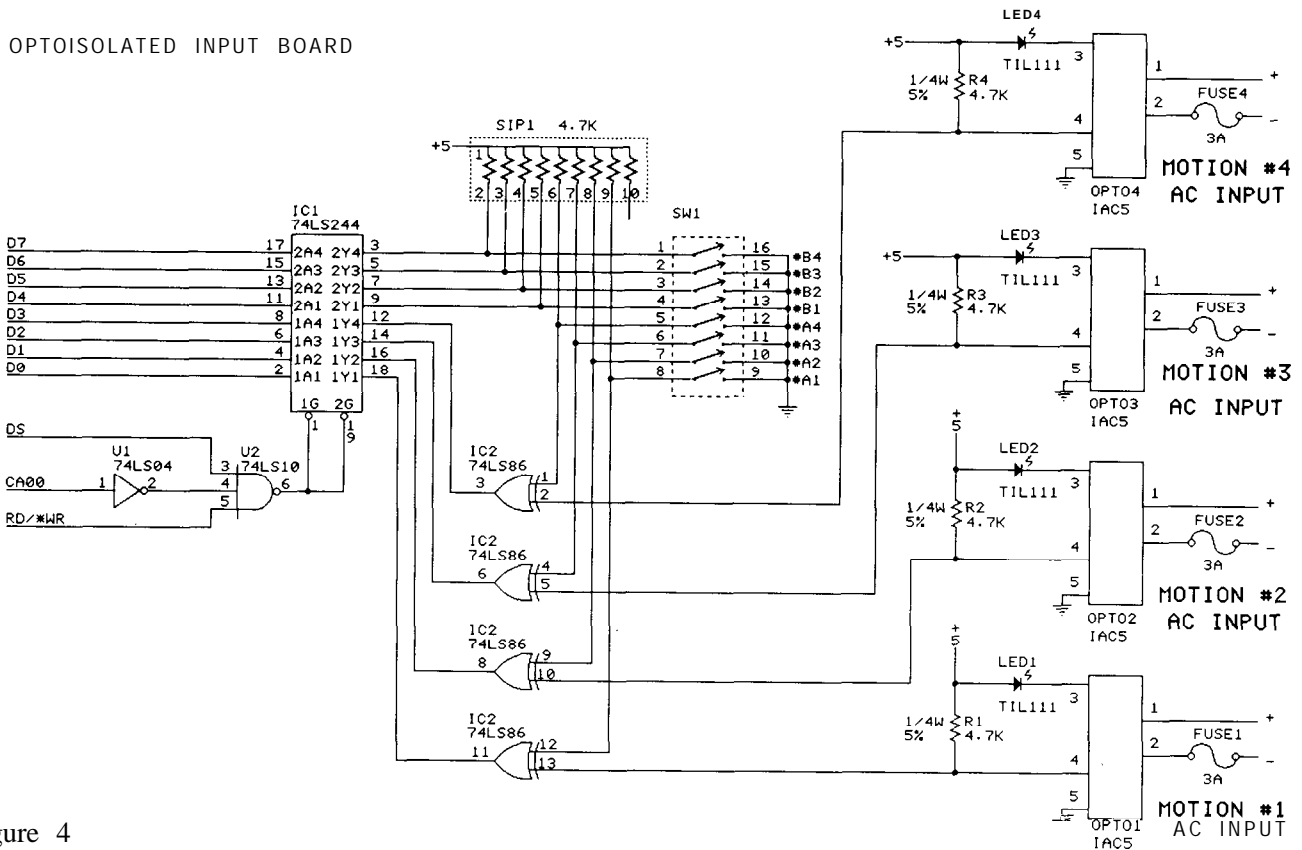 OPTOISOLATED INPUT BOARD
LED4
+5
TIL111
3
1
+
1/4W R4
5% 4.7K
FUSE4
2
-
3A
4
5
MOTION #4
AC INPUT
OPTO4
IAC5
SIP1 4.7K
+5
1
2 3 4 5 6 7 8 9 10
SW1
IC1
74LS244
D7 17 2A4 2Y4 3
D6 15 2A3 2Y3 5
D5 13 2A2 2Y2 7
D4 11 2A1 2Y1 9
D3 8 1A4 1Y4 12
D2 6 1A3 1Y3 14
D1 4 1A2 1Y2 16
D0 2 1A1 1Y1 18
1G 2G
1 1
9
1 16 *B4
2 15 *B3
3 14 *B2
4 13 *B1
5 12 *A4
6 11 *A3
7 10 *A2
8 9 *A1
LED3
+5
TIL111
3
1
+
1/4W R3
5% 4.7K
FUSE3
2
-
3A
4
5
MOTION #3
AC INPUT
OPTO3
IAC5
DS
U1
74LS04
U2
74LS10
CA00 1 2
3
4
5
6
RD/*WR
IC2
74LS86
3
1
2
IC2
74LS86
6
4
5
IC2
74LS86
8
9
10
IC2
74LS86
11
12
13
+
5
LED2
TIL111
3
1
+
1/4W R2
5% 4.7K
FUSE2
2
-
3A
4
5
MOTION #2
AC INPUT
OPTO2
IAC5
+
5
LED1
TIL111
3
1
+
1/4W R1
5% 4.7K
FUSE1
2
-
3A
4
5
MOTION #1
AC INPUT
OPTO1
IAC5
gure 4